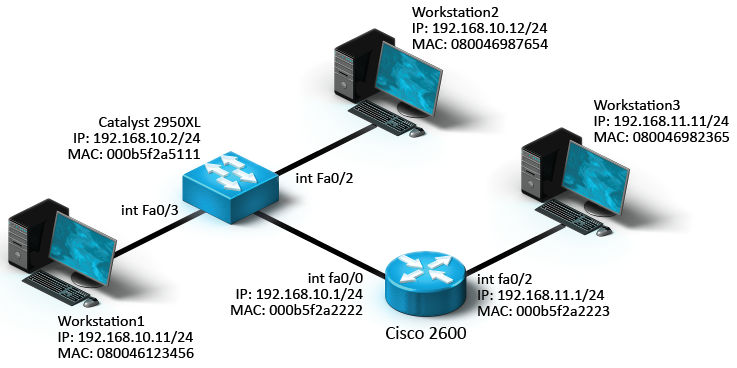 Workstation2
IP: 192.168.10.12/24
MAC: 080046987654
Workstation3
IP: 192.168.11.11/24
MAC: 080046982365
Catalyst 2950XL
IP: 192.168.10.2/24
MAC: 000b5f2a5111
int Fa0/2
int Fa0/3
int fa0/0
IP: 192.168.10.1/24
MAC: 000b5f2a2222
int fa0/2
IP: 192.168.11.1/24
MAC: 000b5f2a2223
Cisco 2600
Workstation1
IP: 192.168.10.11/24
MAC: 080046123456